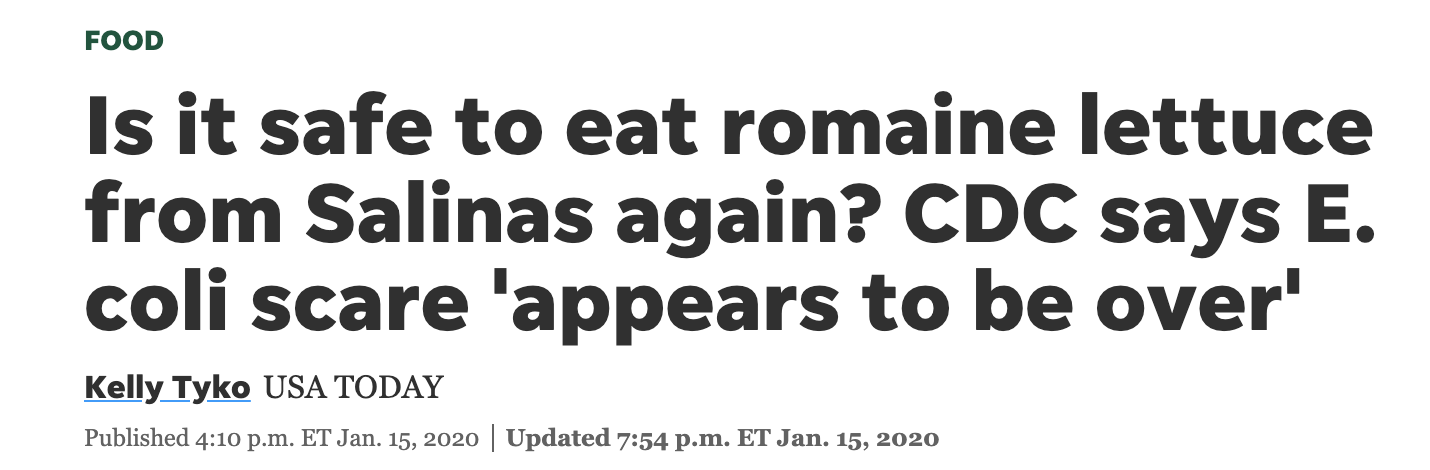 FOOD
Is it safe to eat romaine lettuce
from Salinas again? CDC says E.
coli scare 'appears to be over'
Kelly Tyko USA TODAY
Published 4:10 p.m. ET Jan. 15, 2020 | Updated 7:54 p.m. ET Jan. 15, 2020